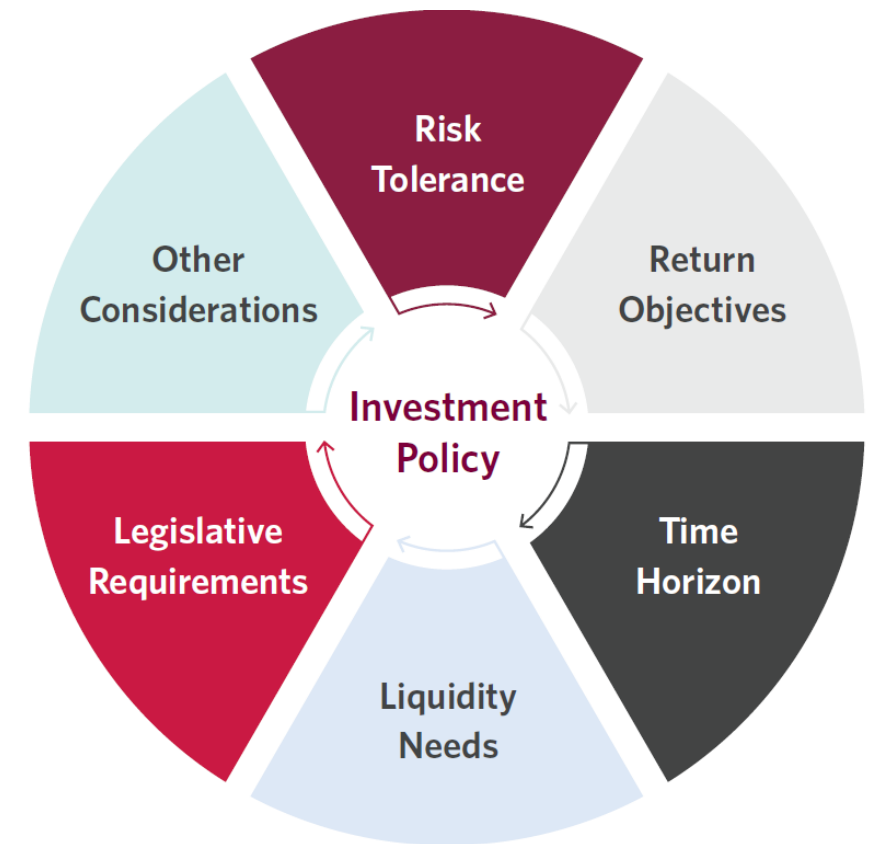 Risk
Tolerance
Return
Objectives
Time
Horizon
Liquidity
Needs
Legislative
Requirements
Other
Considerations
Investment
Policy